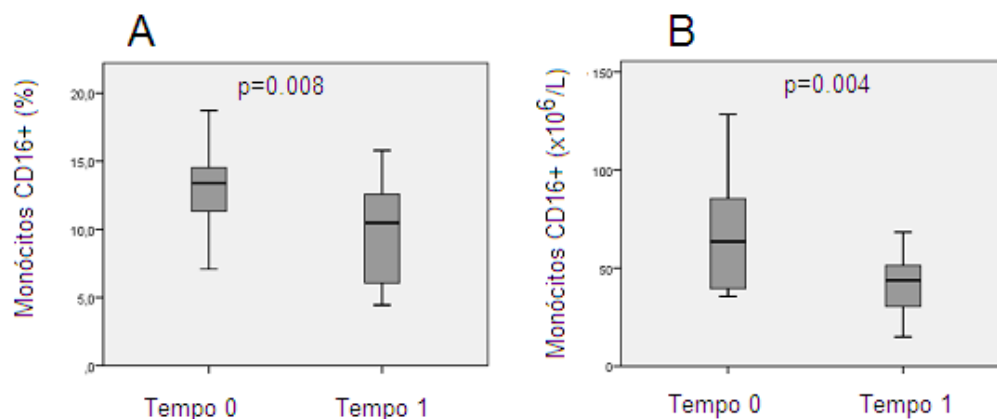 A
Monócitos CD16+ (%)
p=0.008
20,0
15,0
10,0
5,0
,0
Tempo 0
Tempo 1
B
Monócitos CD16+ (x10⁶/L)
p=0.004
150
100
50
0
Tempo 0
Tempo 1